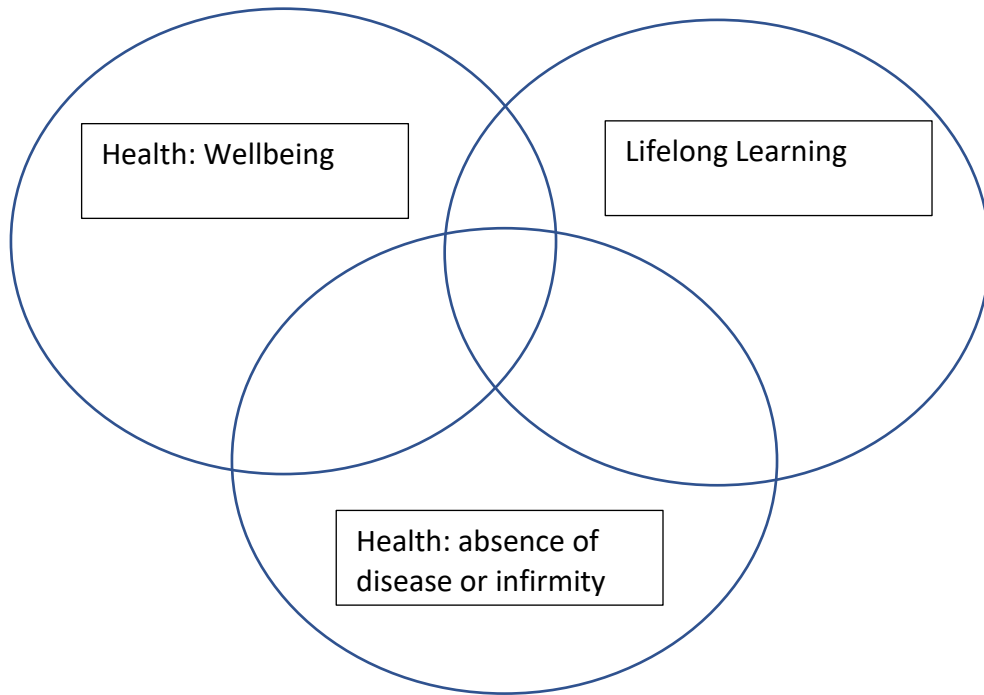 Health: Wellbeing
Lifelong Learning
Health: absence of
disease or infirmity